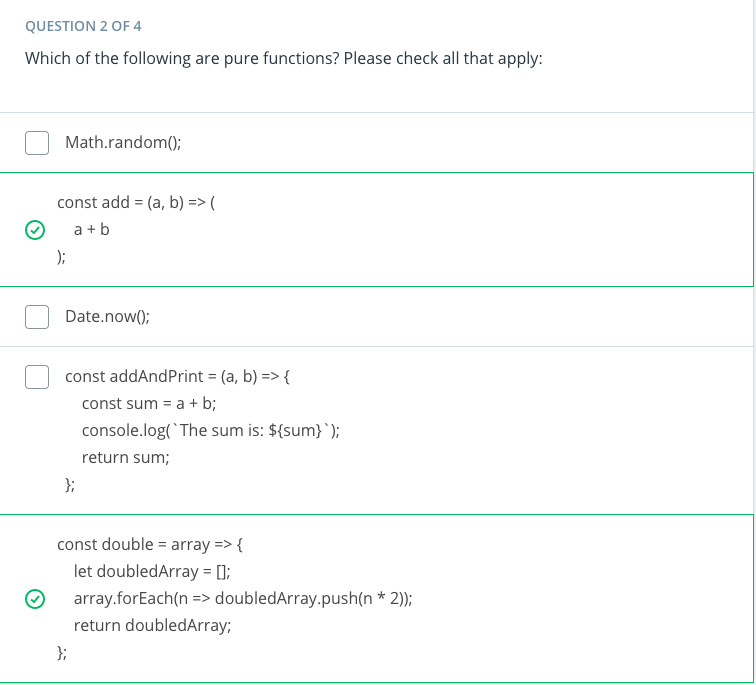 QUESTION 2 OF 4
Which of the following are pure functions? Please check all that apply:
Math.random();
const add = (a, b) => (
a + b
);
Date.now();
const addAndPrint = (a, b) => {
const sum = a + b;
console.log(`The sum is: ${sum}`);
return sum;
};
const double = array => {
let doubledArray = [];
array.forEach(n => doubledArray.push(n * 2));
return doubledArray;
};